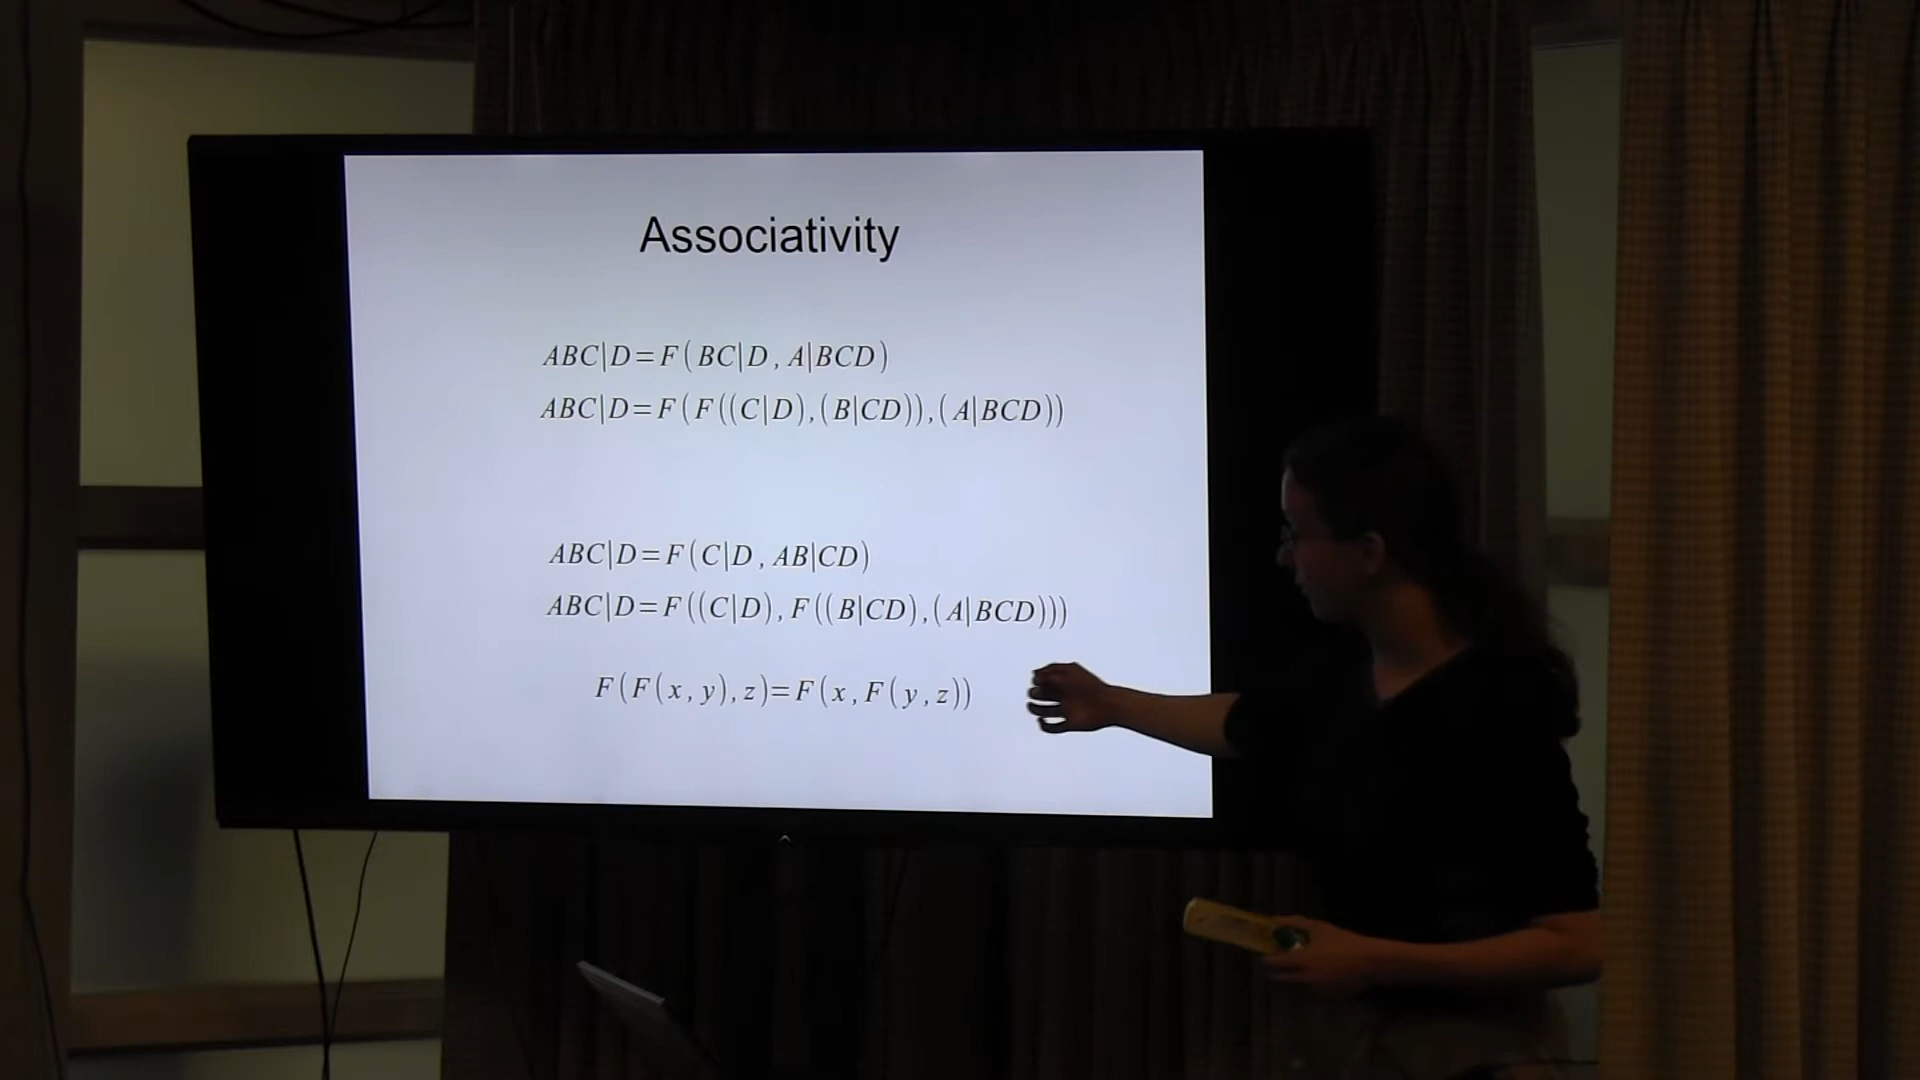 Associativity
ABC|D=F(BC|D, A|BCD)
ABC|D=F(F((C|D),(B|CD)),(A|BCD))
ABC|D=F(C|D, AB|CD)
ABC|D=F((C|D), F((B|CD),(A|BCD)))
F(F(x, y), z)=F(x, F(y, z))